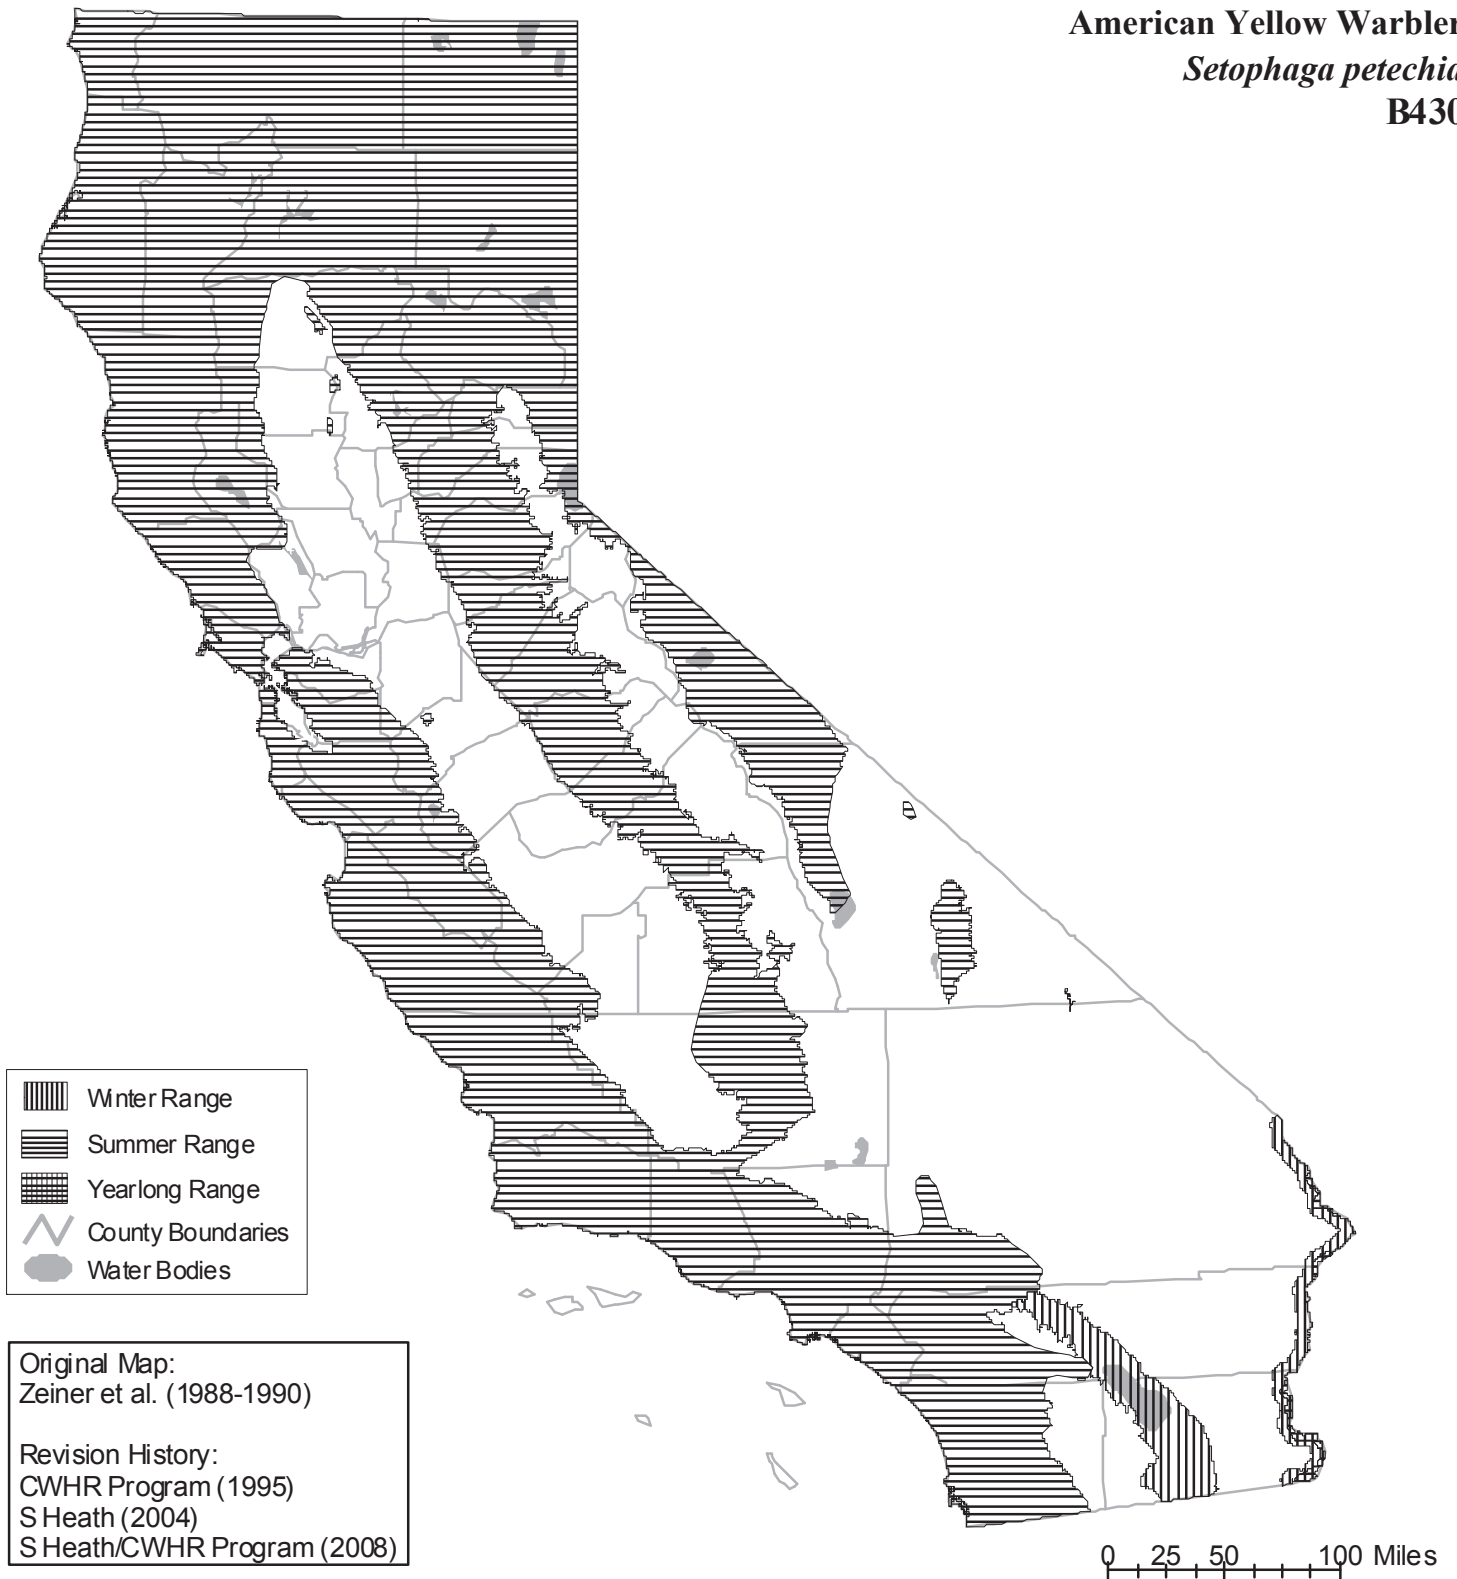 American Yellow Warbler
Setophaga petechia
B430
Winter Range
Summer Range
Yearlong Range
County Boundaries
Water Bodies
Original Map:
Zeiner et al. (1988-1990)
Revision History:
CWHR Program (1995)
S Heath (2004)
S Heath/CWHR Program (2008)
0 25 50 100 Miles